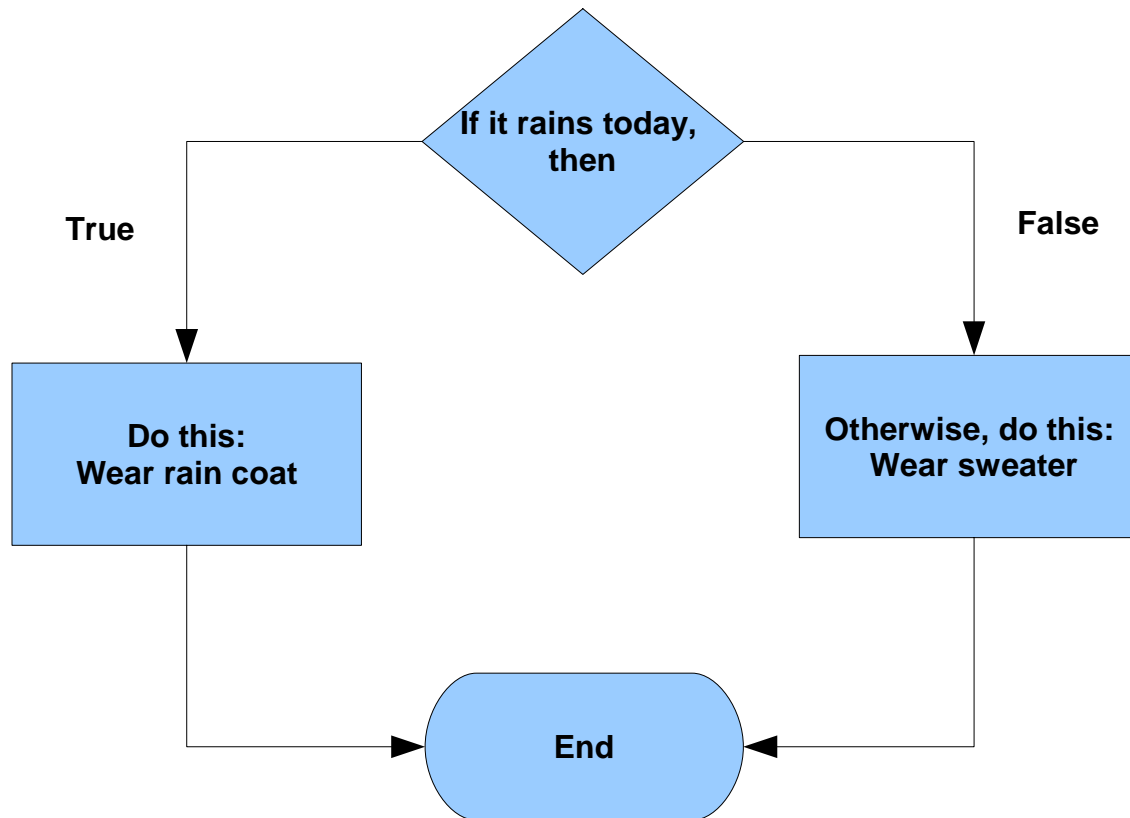 If it rains today,
then
True
False
Do this:
Wear rain coat
Otherwise, do this:
Wear sweater
End